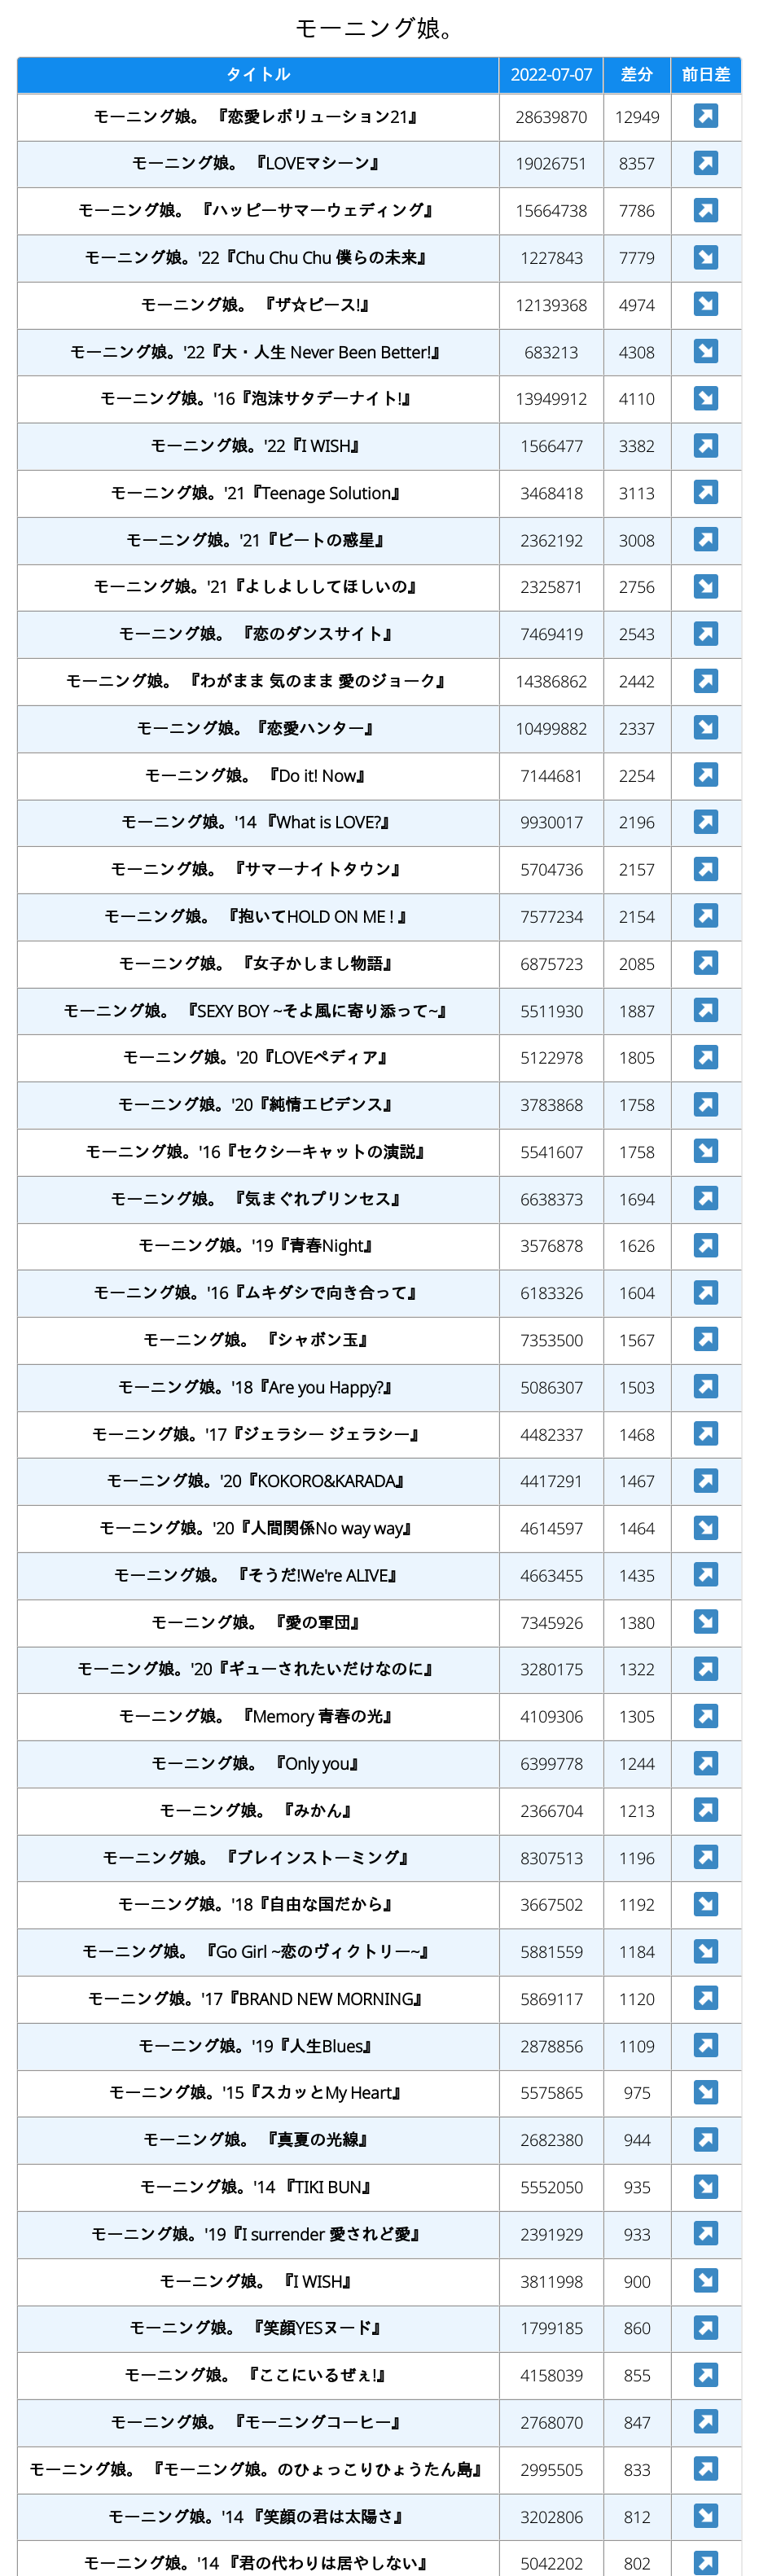 モーニング娘。
タイトル 2022-07-07 差分 前日差
モーニング娘。 『恋愛レボリューション21』 28639870 12949 ↗
モーニング娘。 『LOVEマシーン』 19026751 8357 ↗
モーニング娘。 『ハッピーサマーウェディング』 15664738 7786 ↗
モーニング娘。'22『Chu Chu Chu 僕らの未来』 1227843 7779 ↘
モーニング娘。 『ザ☆ピース!』 12139368 4974 ↘
モーニング娘。'22『大・人生 Never Been Better!』 683213 4308 ↘
モーニング娘。'16『泡沫サタデーナイト!』 13949912 4110 ↘
モーニング娘。'22『I WISH』 1566477 3382 ↗
モーニング娘。'21『Teenage Solution』 3468418 3113 ↗
モーニング娘。'21『ビートの惑星』 2362192 3008 ↗
モーニング娘。'21『よしよししてほしいの』 2325871 2756 ↘
モーニング娘。 『恋のダンスサイト』 7469419 2543 ↗
モーニング娘。 『わがまま 気のまま 愛のジョーク』 14386862 2442 ↗
モーニング娘。『恋愛ハンター』 10499882 2337 ↘
モーニング娘。 『Do it! Now』 7144681 2254 ↗
モーニング娘。'14 『What is LOVE?』 9930017 2196 ↗
モーニング娘。 『サマーナイトタウン』 5704736 2157 ↗
モーニング娘。 『抱いてHOLD ON ME ! 』 7577234 2154 ↗
モーニング娘。 『女子かしまし物語』 6875723 2085 ↗
モーニング娘。 『SEXY BOY ~そよ風に寄り添って~』 5511930 1887 ↗
モーニング娘。'20『LOVEペディア』 5122978 1805 ↗
モーニング娘。'20『純情エビデンス』 3783868 1758 ↗
モーニング娘。'16『セクシーキャットの演説』 5541607 1758 ↘
モーニング娘。 『気まぐれプリンセス』 6638373 1694 ↗
モーニング娘。'19『青春Night』 3576878 1626 ↗
モーニング娘。'16『ムキダシで向き合って』 6183326 1604 ↗
モーニング娘。 『シャボン玉』 7353500 1567 ↗
モーニング娘。'18『Are you Happy?』 5086307 1503 ↗
モーニング娘。'17『ジェラシー ジェラシー』 4482337 1468 ↗
モーニング娘。'20『KOKORO&KARADA』 4417291 1467 ↗
モーニング娘。'20『人間関係No way way』 4614597 1464 ↘
モーニング娘。 『そうだ!We're ALIVE』 4663455 1435 ↗
モーニング娘。 『愛の軍団』 7345926 1380 ↘
モーニング娘。'20『ギューされたいだけなのに』 3280175 1322 ↗
モーニング娘。 『Memory 青春の光』 4109306 1305 ↗
モーニング娘。 『Only you』 6399778 1244 ↗
モーニング娘。 『みかん』 2366704 1213 ↗
モーニング娘。 『ブレインストーミング』 8307513 1196 ↗
モーニング娘。'18『自由な国だから』 3667502 1192 ↘
モーニング娘。 『Go Girl ~恋のヴィクトリー~』 5881559 1184 ↘
モーニング娘。'17『BRAND NEW MORNING』 5869117 1120 ↗
モーニング娘。'19『人生Blues』 2878856 1109 ↗
モーニング娘。'15『スカッとMy Heart』 5575865 975 ↘
モーニング娘。 『真夏の光線』 2682380 944 ↗
モーニング娘。'14 『TIKI BUN』 5552050 935 ↘
モーニング娘。'19『I surrender 愛されど愛』 2391929 933 ↗
モーニング娘。 『I WISH』 3811998 900 ↘
モーニング娘。 『笑顔YESヌード』 1799185 860 ↗
モーニング娘。 『ここにいるぜぇ!』 4158039 855 ↗
モーニング娘。 『モーニングコーヒー』 2768070 847 ↗
モーニング娘。 『モーニング娘。のひょっこりひょうたん島』 2995505 833 ↗
モーニング娘。'14 『笑顔の君は太陽さ』 3202806 812 ↘
モーニング娘。'14 『君の代わりは居やしない』 5042202 802 ↗